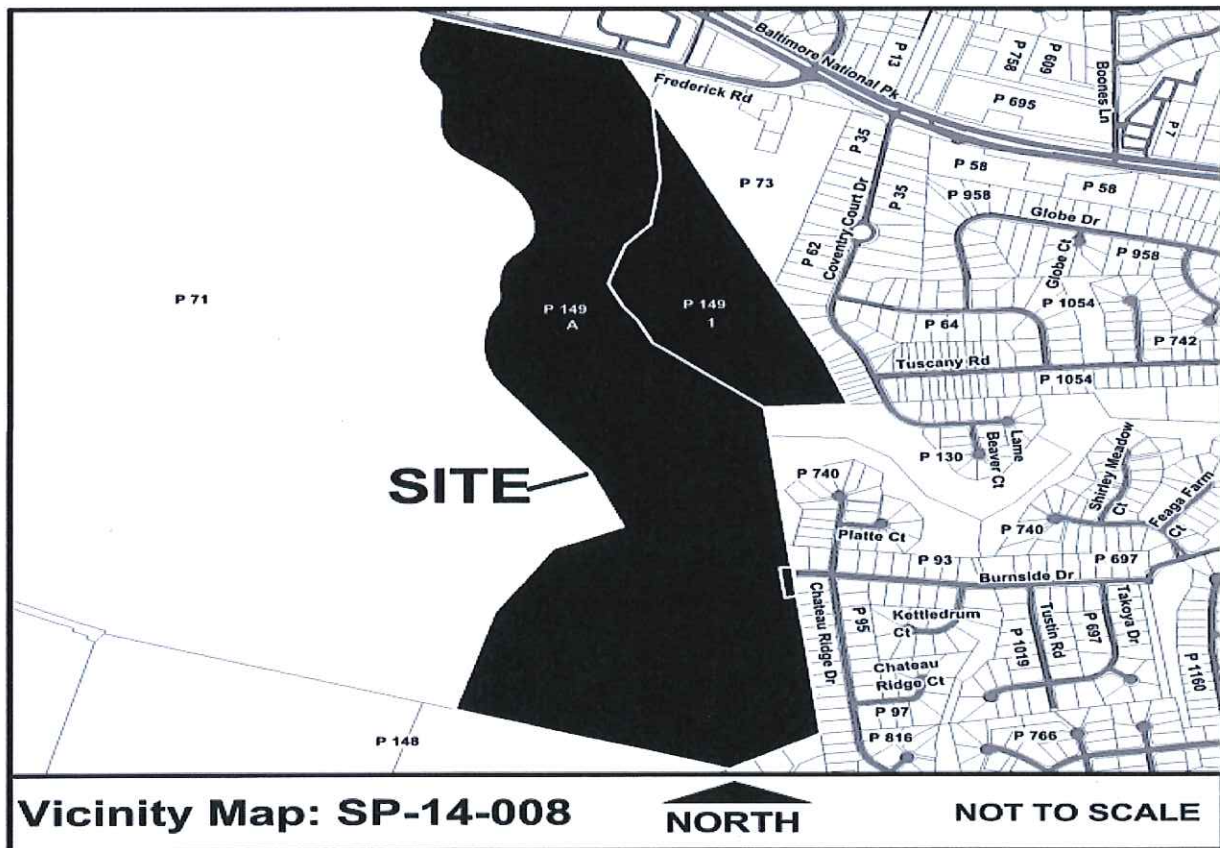 Baltimore National Pk
P 13
P 758
P 609
Boones Ln
Frederick Rd
P 695
P 7
P 35
P 58
P 58
P 73
P 35
P 958
Coventry Court Dr
Globe Dr
P 62
Globe Ct
P 958
P 71
P 149
A
P 149
1
P 1054
P 64
P 742
Tuscany Rd
P 1054
P 130
Beaver Ct
Lame
P 740
Shirley Meadow
Ct
Feaga Farm
Ct
SITE
P 740
Platte Ct
P 93
P 697
Burnside Dr
Chateau Ridge Dr
P 95
Kettledrum
Ct
P 1019
Tustin Rd
P 697
Takoya Dr
Chateau
Ridge Ct
P 1160
P 97
P 148
P 816
P 766
Vicinity Map: SP-14-008
NORTH
NOT TO SCALE